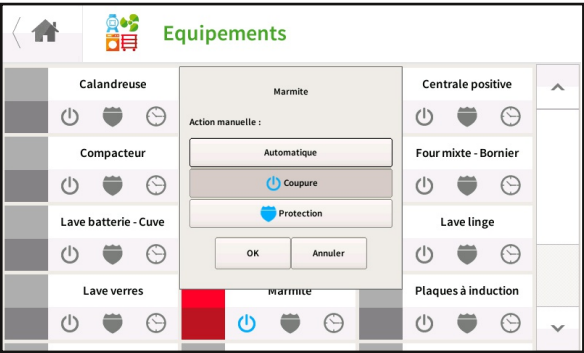 Equipements
Calandreuse
Centrale positive
Marmite
Action manuelle :
Automatique
Compacteur
Four mixte - Bornier
Coupure
Protection
Lave batterie - Cuve
Lave linge
OK
Annuler
Lave verres
Marmite
Plaques à induction